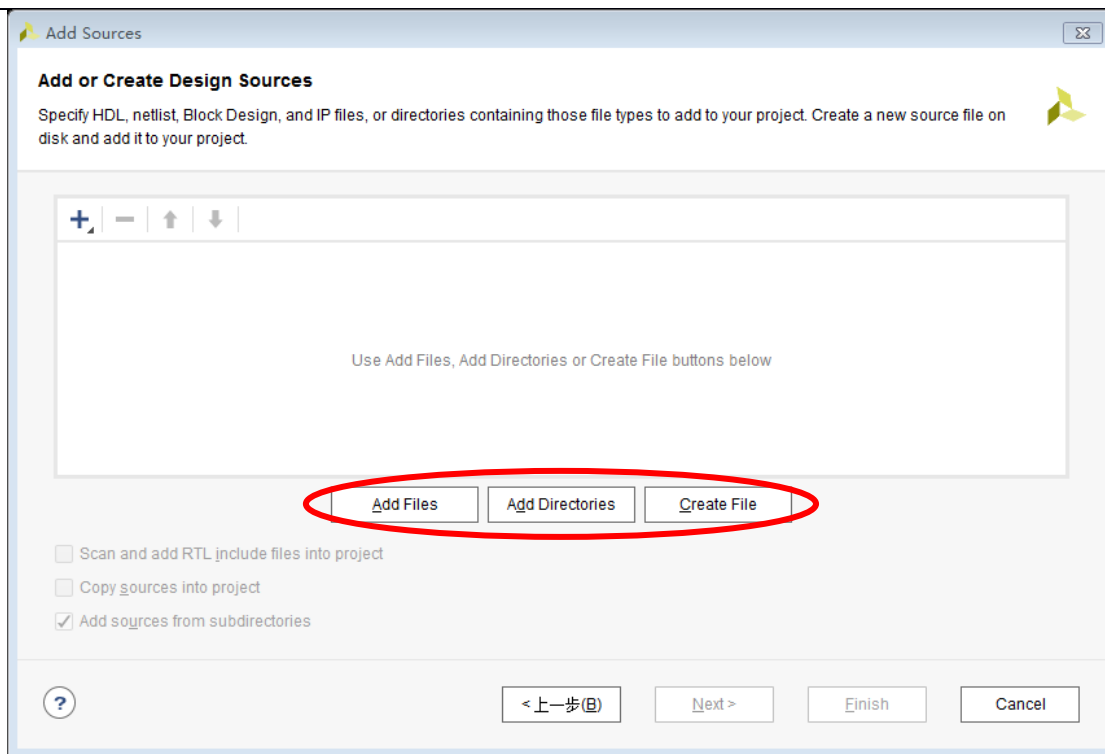 Add Sources
Add or Create Design Sources
Specify HDL, netlist, Block Design, and IP files, or directories containing those file types to add to your project. Create a new source file on
disk and add it to your project.
Use Add Files, Add Directories or Create File buttons below
Add Files Add Directories Create File
Scan and add RTL include files into project
Copy sources into project
Add sources from subdirectories
? <上一步(B) Next > Finish Cancel